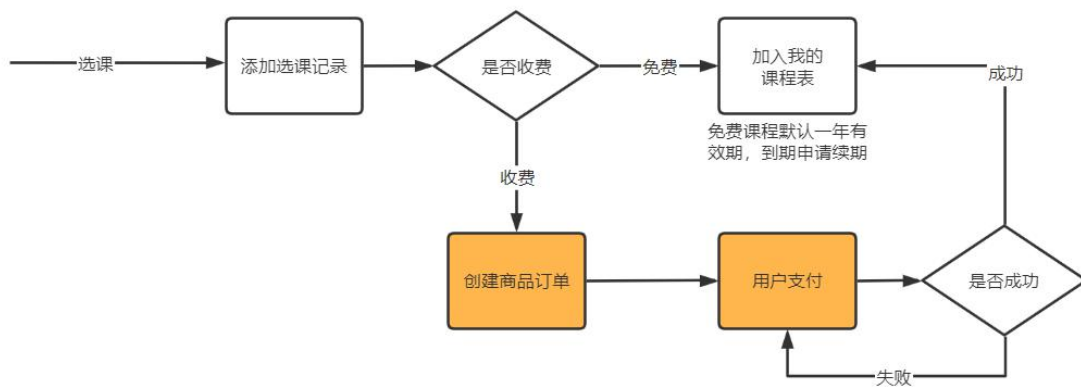 选课
添加选课记录
是否收费
免费
加入我的
课程表
成功
免费课程默认一年有
效期，到期申请续期
收费
创建商品订单
用户支付
是否成功
失败